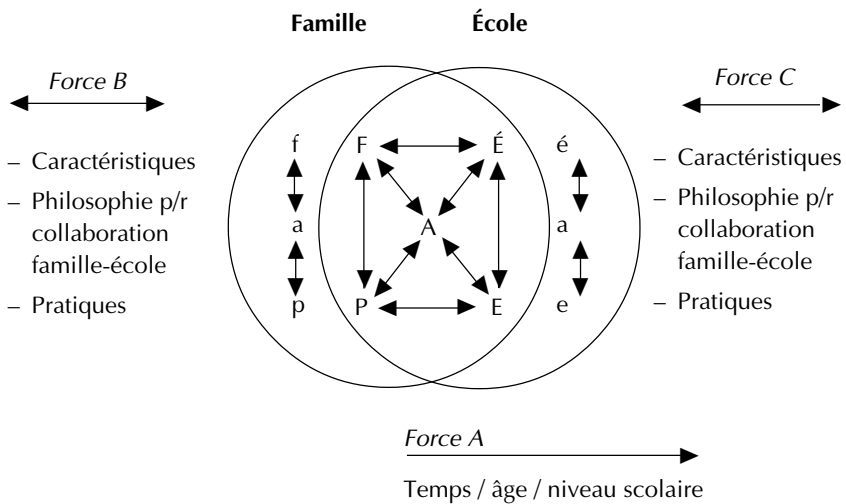 Famille École
Force B
– Caractéristiques
– Philosophie p/r
collaboration
famille-école
– Pratiques
f F É é
a A a
p P E e
Force C
– Caractéristiques
– Philosophie p/r
collaboration
famille-école
– Pratiques
Force A
Temps / âge / niveau scolaire